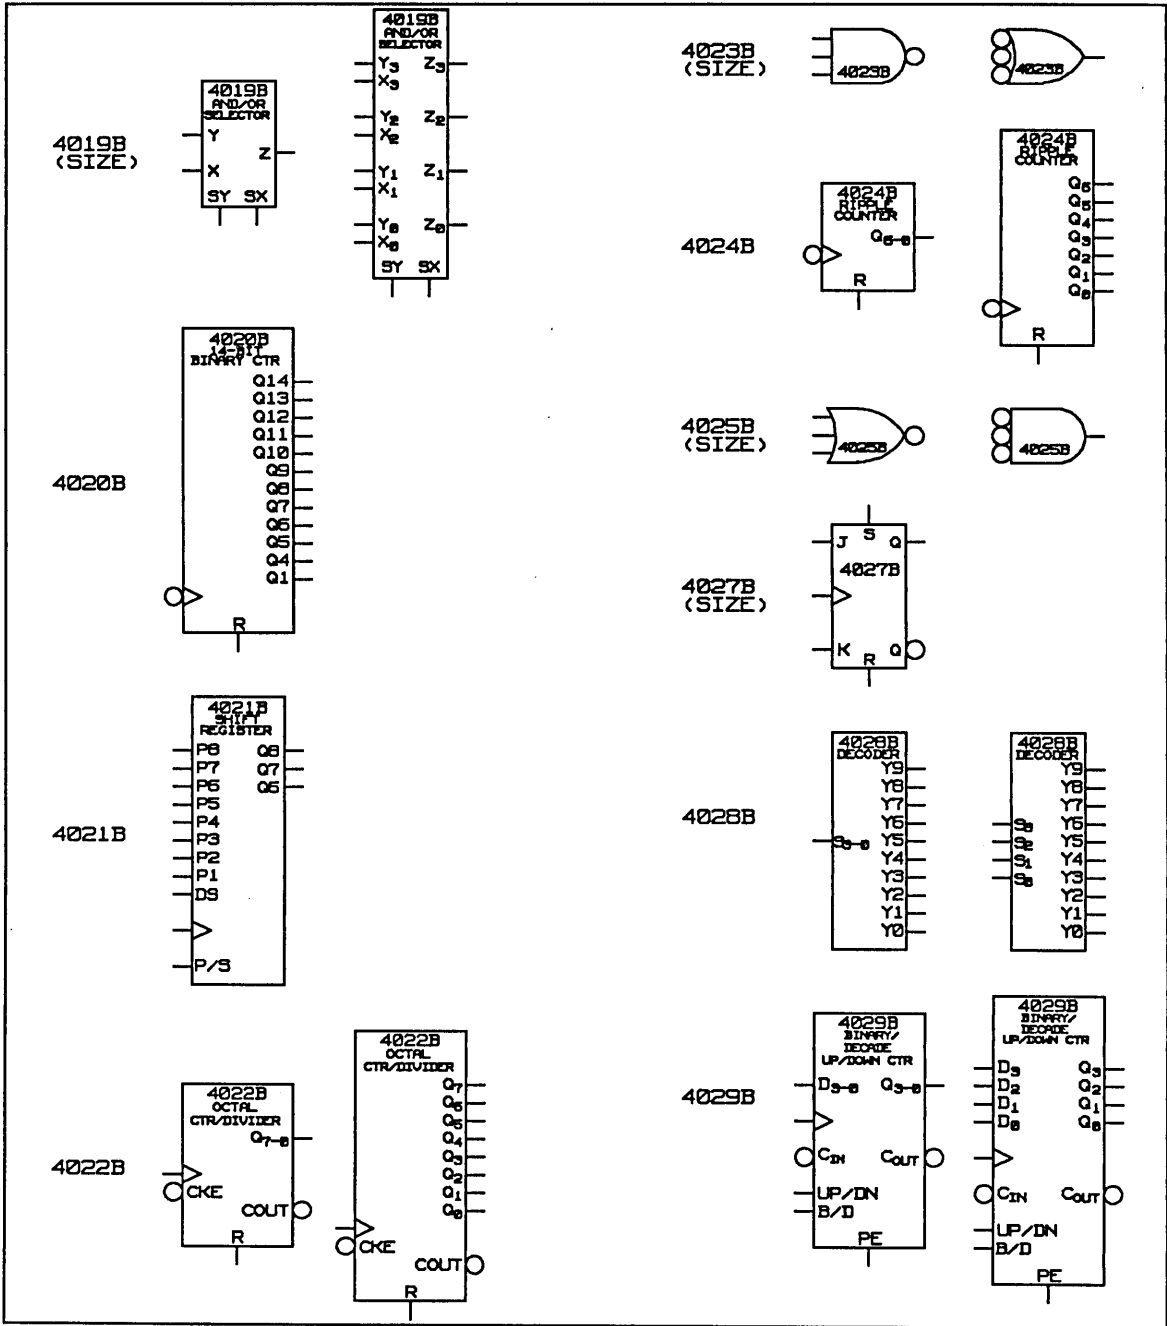 4019B
(SIZE)
4019B
AND/OR
SELECTOR
Y
X
Z
SY SX
4019B
AND/OR
SELECTOR
Y3 Z3
X3
Y2 Z2
X2
Y1 Z1
X1
Y0 Z0
X0
SY SX
4020B
4020B
14-BIT
BINARY CTR
Q14
Q13
Q12
Q11
Q10
Q9
Q8
Q7
Q6
Q5
Q4
Q1
R
4021B
4021B
SHIFT
REGISTER
P8 Q8
P7 Q7
P6 Q6
P5
P4
P3
P2
P1
DS
P/S
4022B
4022B
OCTAL
CTR/DIVIDER
Q7-0
CKE
COUT
R
4022B
OCTAL
CTR/DIVIDER
Q7
Q6
Q5
Q4
Q3
Q2
Q1
Q0
CKE
COUT
R
4023B
(SIZE)
4023B
4023B
4024B
4024B
RIPPLE
COUNTER
Q6-0
R
4024B
RIPPLE
COUNTER
Q6
Q5
Q4
Q3
Q2
Q1
Q0
R
4025B
(SIZE)
4025B
4025B
4027B
(SIZE)
S
J Q
4027B
K Q
R
4028B
4028B
DECODER
Y9
Y8
Y7
Y6
S3-0 Y5
Y4
Y3
Y2
Y1
Y0
4028B
DECODER
Y9
Y8
Y7
S3 Y6
S2 Y5
S1 Y4
S0 Y3
Y2
Y1
Y0
4029B
4029B
BINARY/
DECADE
UP/DOWN CTR
D3-0 Q3-0
CIN COUT
UP/DN
B/D
PE
4029B
BINARY/
DECADE
UP/DOWN CTR
D3 Q3
D2 Q2
D1 Q1
D0 Q0
CIN COUT
UP/DN
B/D
PE